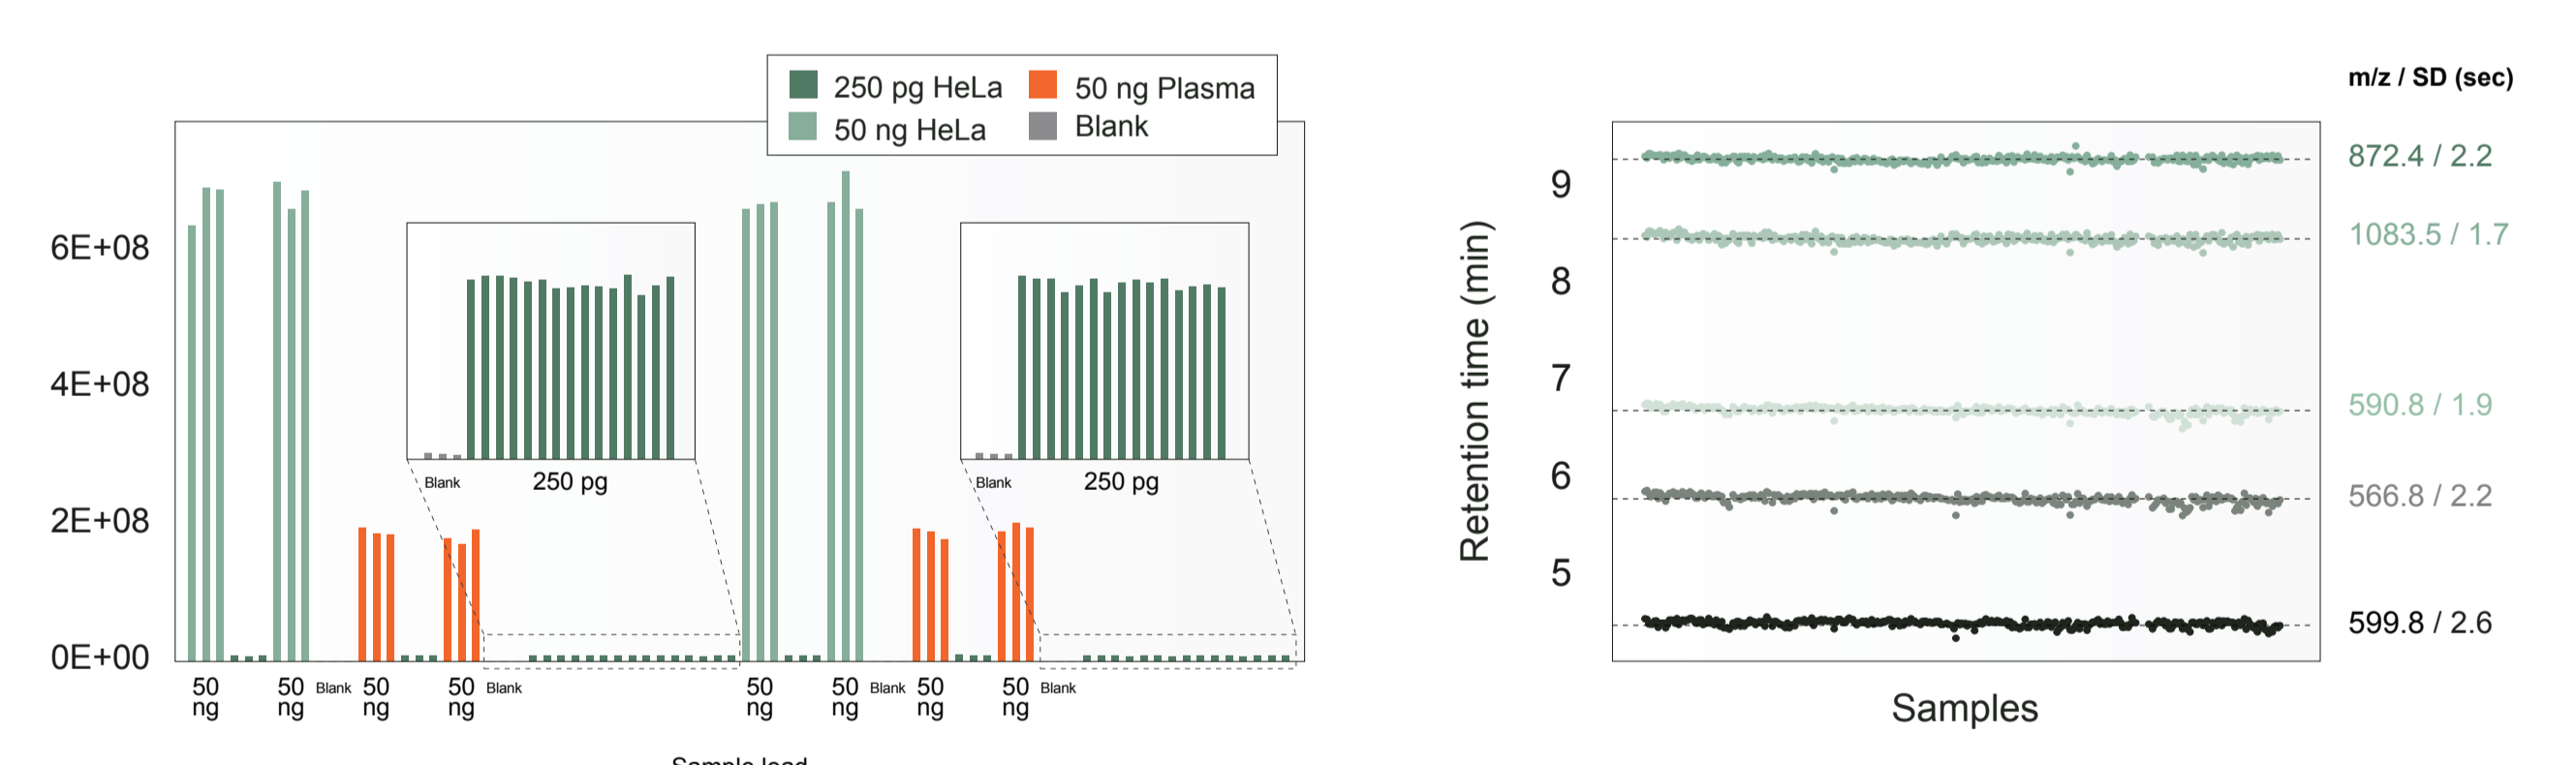 250 pg HeLa
50 ng HeLa
50 ng Plasma
Blank
6E+08
4E+08
2E+08
0E+00
Blank
250 pg
Blank
250 pg
50
ng
50
ng
Blank
50
ng
50
ng
Blank
50
ng
50
ng
Blank
50
ng
50
ng
Blank
Sample load
Retention time (min)
9
8
7
6
5
Samples
m/z / SD (sec)
872.4 / 2.2
1083.5 / 1.7
590.8 / 1.9
566.8 / 2.2
599.8 / 2.6